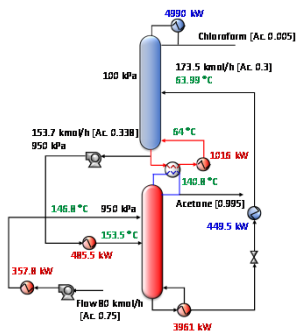 4990 kW
Chloroform [Ac. 0.005]
173.5 kmol/h [Ac. 0.3]
63.99 °C
100 kPa
153.7 kmol/h [Ac. 0.338]
950 kPa
64 °C
1016 kW
140.8 °C
146.8 °C
950 kPa
Acetone [0.995]
153.5 °C
485.5 kW
449.5 kW
357.8 kW
Flow 80 kmol/h
[Ac. 0.75]
3961 kW